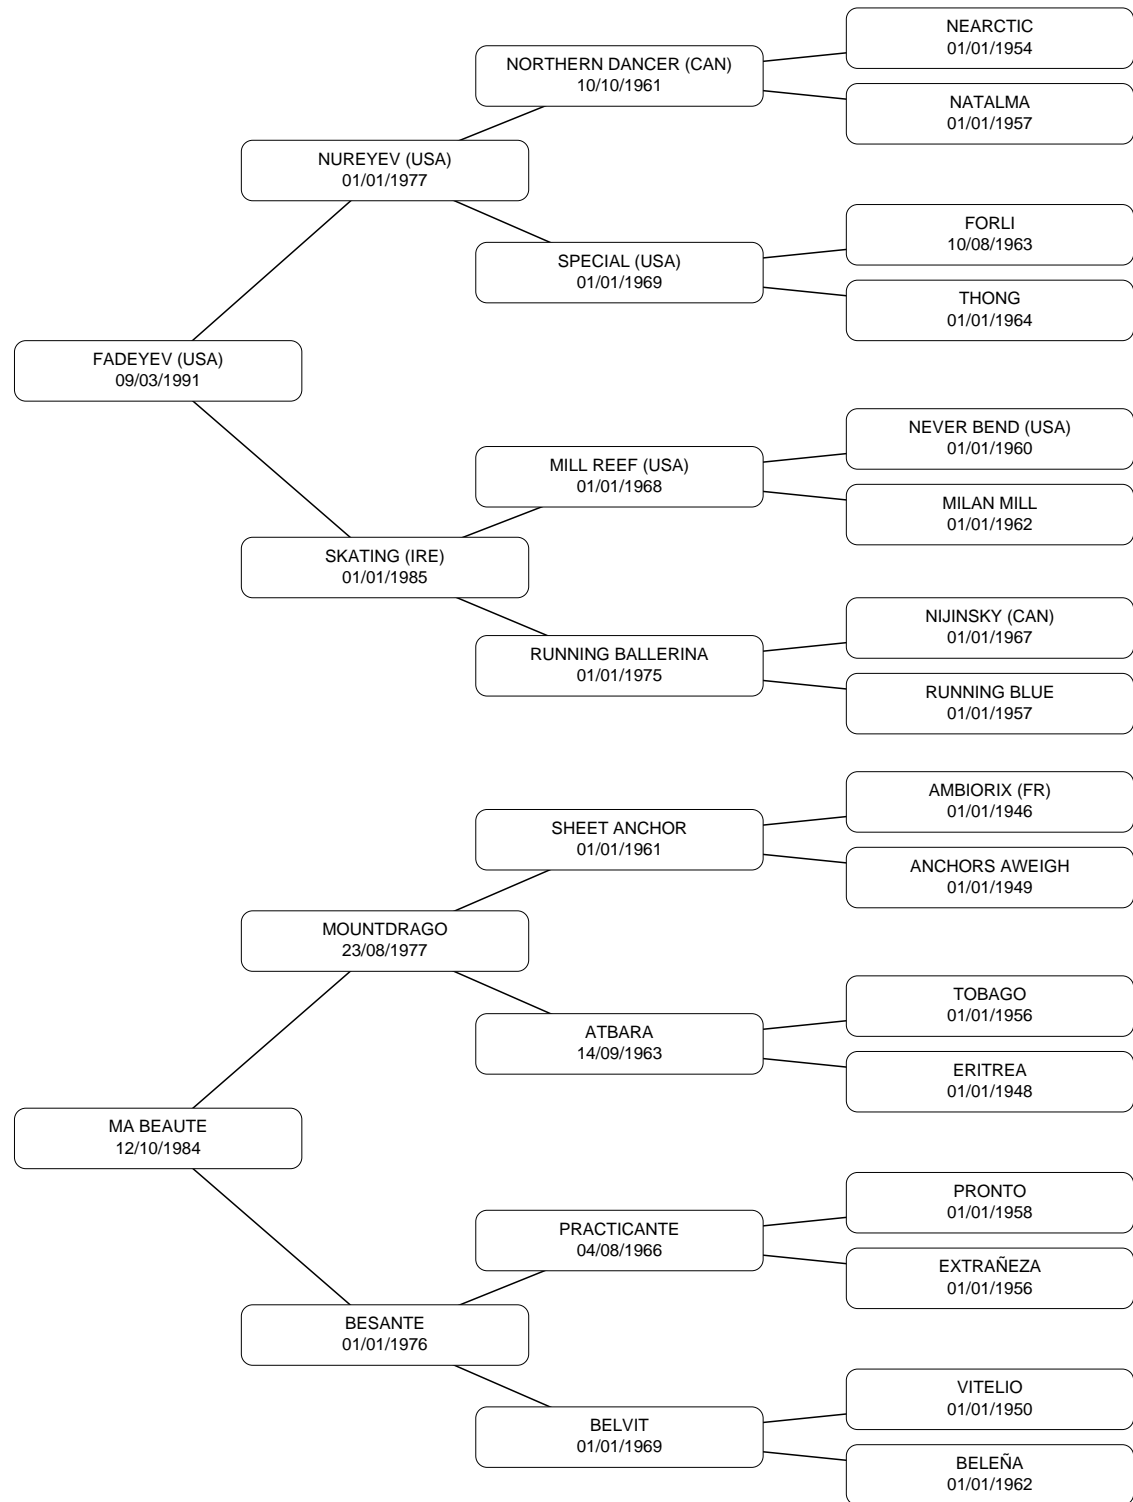 NEARCTIC
01/01/1954
NORTHERN DANCER (CAN)
10/10/1961
NATALMA
01/01/1957
NUREYEV (USA)
01/01/1977
FORLI
10/08/1963
SPECIAL (USA)
01/01/1969
THONG
01/01/1964
FADEYEV (USA)
09/03/1991
NEVER BEND (USA)
01/01/1960
MILL REEF (USA)
01/01/1968
MILAN MILL
01/01/1962
SKATING (IRE)
01/01/1985
NIJINSKY (CAN)
01/01/1967
RUNNING BALLERINA
01/01/1975
RUNNING BLUE
01/01/1957
AMBIORIX (FR)
01/01/1946
SHEET ANCHOR
01/01/1961
ANCHORS AWEIGH
01/01/1949
MOUNTDRAGO
23/08/1977
TOBAGO
01/01/1956
ATBARA
14/09/1963
ERITREA
01/01/1948
MA BEAUTE
12/10/1984
PRONTO
01/01/1958
PRACTICANTE
04/08/1966
EXTRAÑEZA
01/01/1956
BESANTE
01/01/1976
VITELIO
01/01/1950
BELVIT
01/01/1969
BELEÑA
01/01/1962